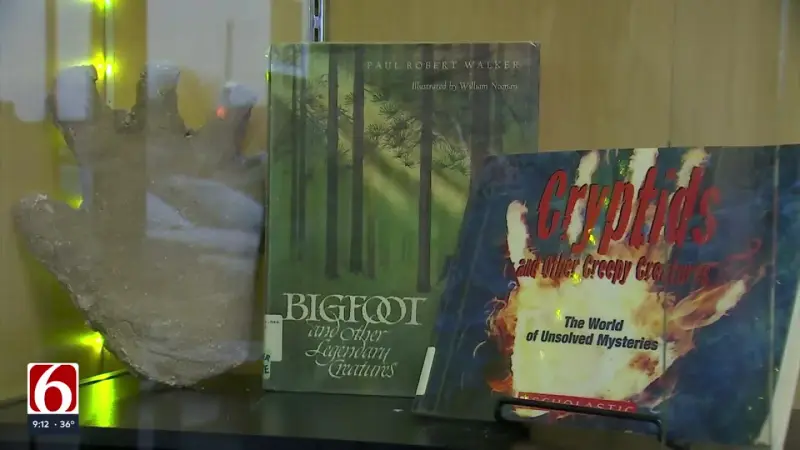 PAUL ROBERT WALKER
Illustrated by William Noonan
BIGFOOT
and other
Legendary
Creatures
Cryptids
and Other Creepy Creatures
The World
of Unsolved Mysteries
SCHOLASTIC
6
9:12 36°